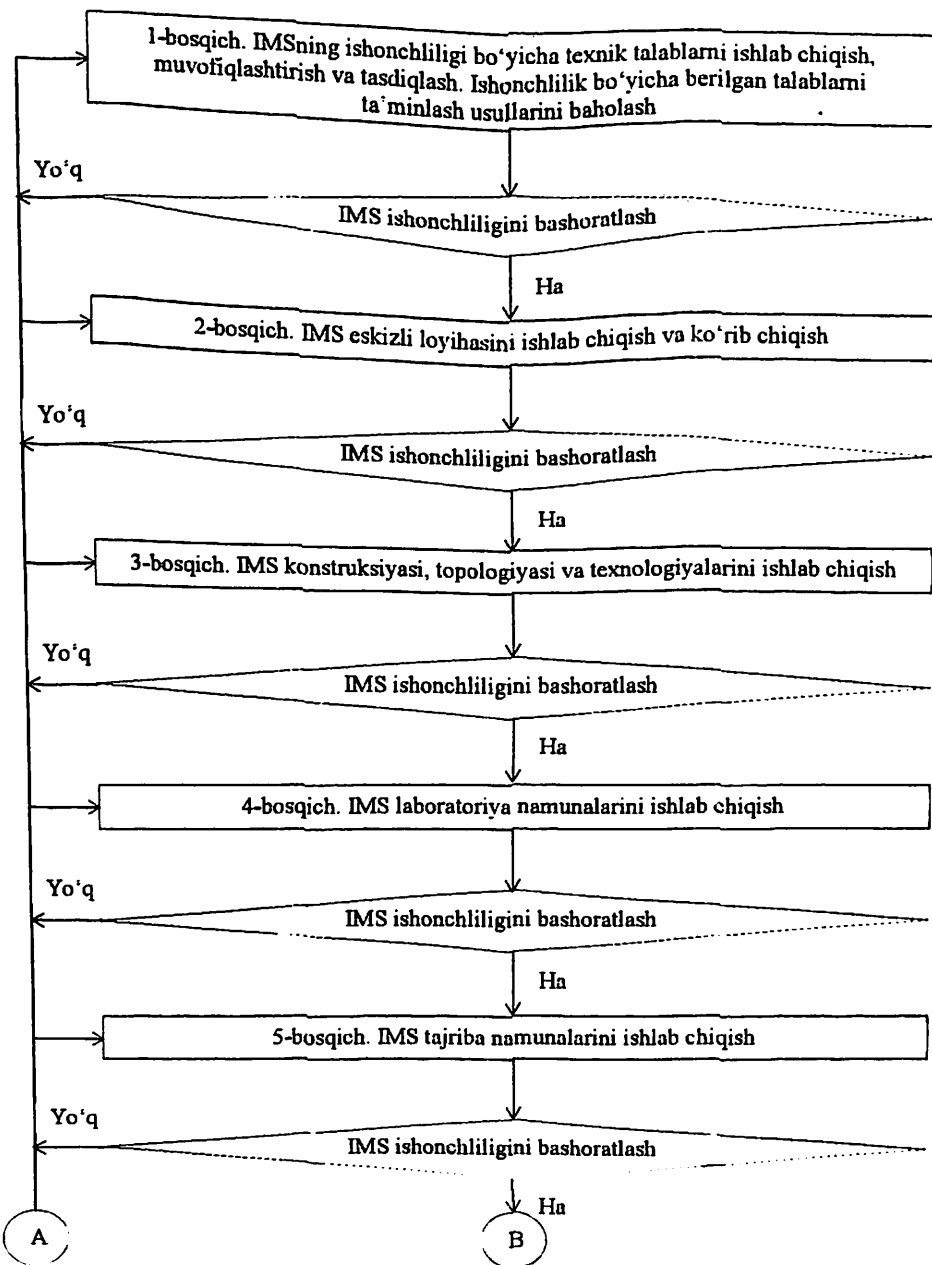 1-bosqich. IMSning ishonchliligi bo‘yicha texnik talablarni ishlab chiqish,
muvofiqlashtirish va tasdiqlash. Ishonchlilik bo‘yicha berilgan talablarni
ta’minlash usullarini baholash
Yo‘q
IMS ishonchliligini bashoratlash
Ha
2-bosqich. IMS eskizli loyihasini ishlab chiqish va ko‘rib chiqish
Yo‘q
IMS ishonchliligini bashoratlash
Ha
3-bosqich. IMS konstruksiyasi, topologiyasi va texnologiyalarini ishlab chiqish
Yo‘q
IMS ishonchliligini bashoratlash
Ha
4-bosqich. IMS laboratoriya namunalarini ishlab chiqish
Yo‘q
IMS ishonchliligini bashoratlash
Ha
5-bosqich. IMS tajriba namunalarini ishlab chiqish
Yo‘q
IMS ishonchliligini bashoratlash
Ha
A
B